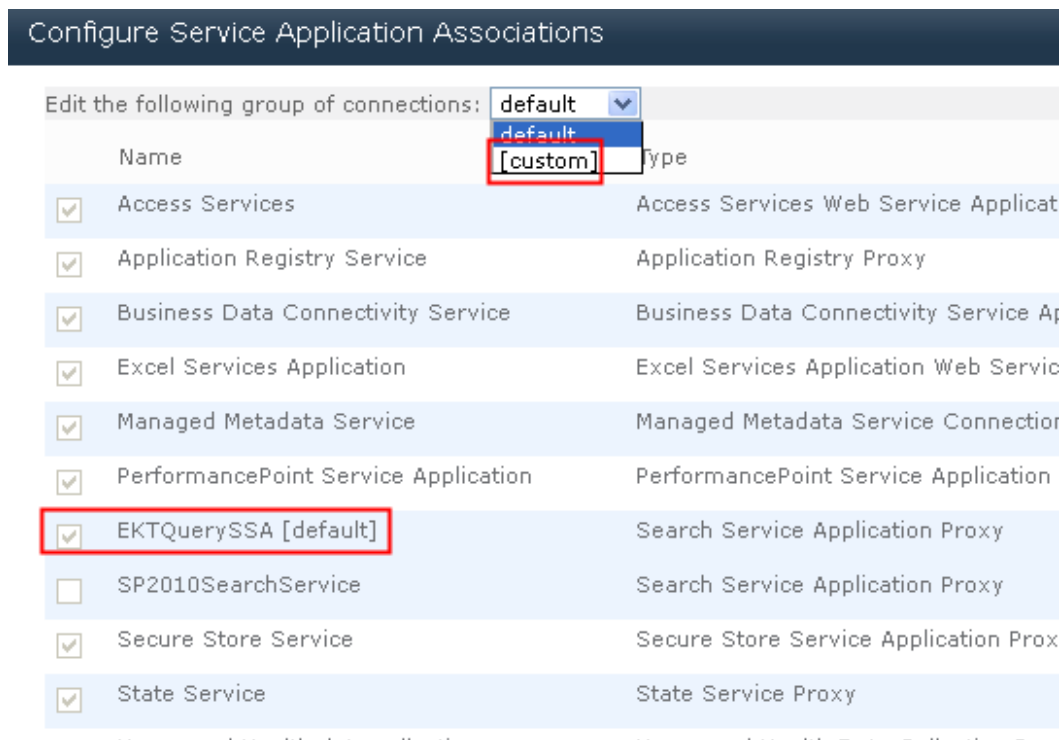 Configure Service Application Associations
Edit the following group of connections: default
default
[custom]
Name Type
Access Services Access Services Web Service Applicat
Application Registry Service Application Registry Proxy
Business Data Connectivity Service Business Data Connectivity Service Ap
Excel Services Application Excel Services Application Web Servic
Managed Metadata Service Managed Metadata Service Connection
PerformancePoint Service Application PerformancePoint Service Application
EKTQuerySSA [default] Search Service Application Proxy
SP2010SearchService Search Service Application Proxy
Secure Store Service Secure Store Service Application Prox
State Service State Service Proxy